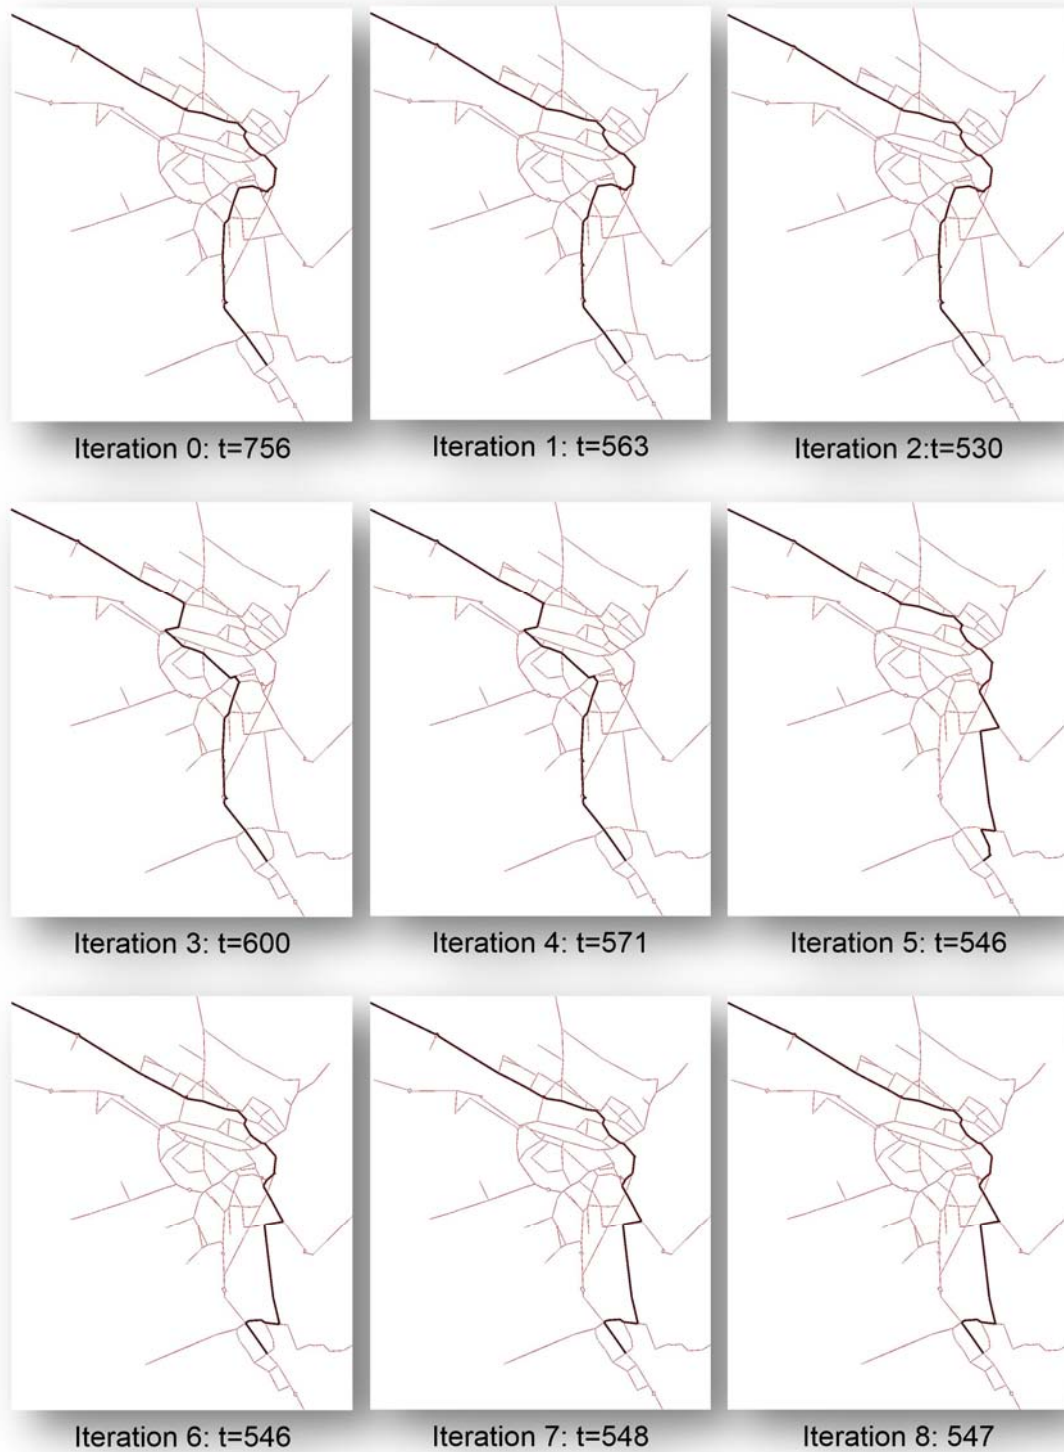 Iteration 0: t=756
Iteration 1: t=563
Iteration 2:t=530
Iteration 3: t=600
Iteration 4: t=571
Iteration 5: t=546
Iteration 6: t=546
Iteration 7: t=548
Iteration 8: 547